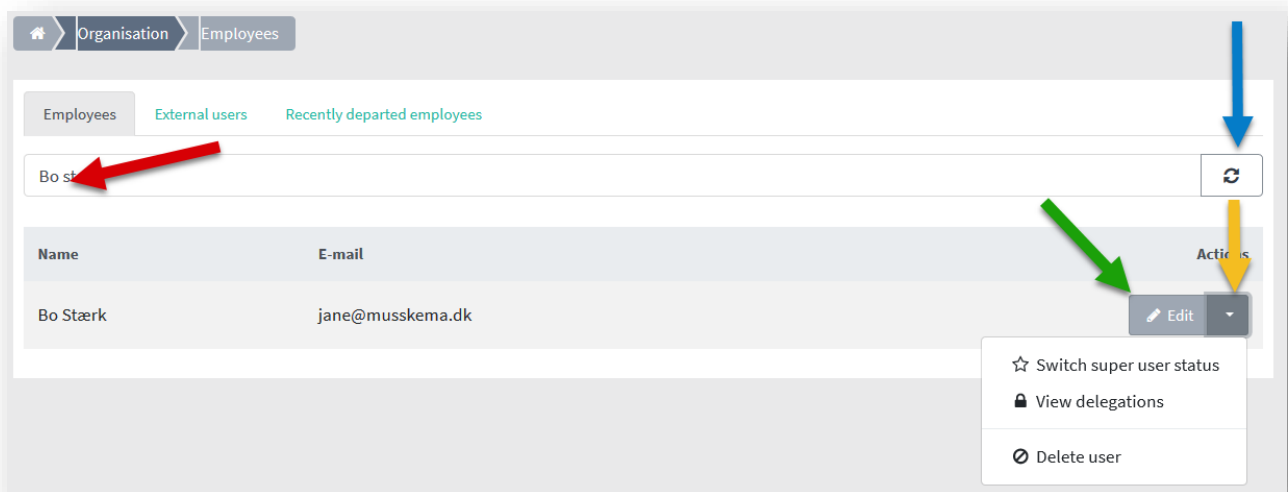 Organisation Employees
Employees External users Recently departed employees
Bo
Name E-mail Actions
Bo Stærk jane@musskema.dk Edit
Switch super user status
View delegations
Delete user